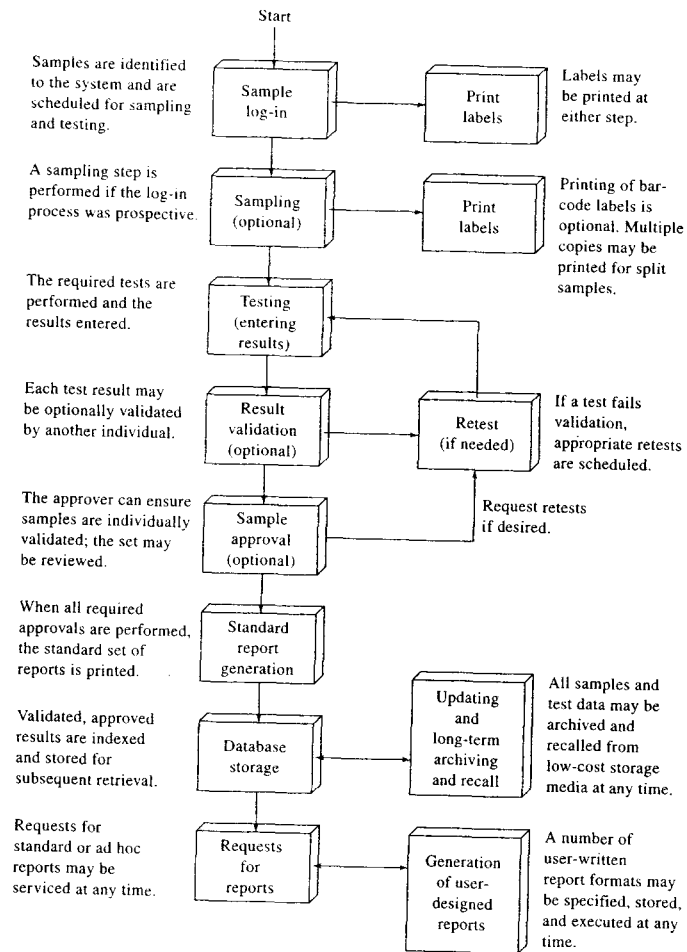 Start
Samples are identified
to the system and are
scheduled for sampling
and testing.
Sample
log-in
Print
labels
Labels may
be printed at
either step.
A sampling step is
performed if the log-in
process was prospective.
Sampling
(optional)
Print
labels
Printing of bar-
code labels is
optional. Multiple
copies may be
printed for split
samples.
The required tests are
performed and the
results entered.
Testing
(entering
results)
Each test result may
be optionally validated
by another individual.
Result
validation
(optional)
Retest
(if needed)
If a test fails
validation,
appropriate retests
are scheduled.
The approver can ensure
samples are individually
validated; the set may
be reviewed.
Sample
approval
(optional)
Request retests
if desired.
When all required
approvals are performed,
the standard set of
reports is printed.
Standard
report
generation
Validated, approved
results are indexed
and stored for
subsequent retrieval.
Database
storage
Updating
and
long-term
archiving
and recall
All samples and
test data may be
archived and
recalled from
low-cost storage
media at any time.
Requests for
standard or ad hoc
reports may be
serviced at any time.
Requests
for
reports
Generation
of user-
designed
reports
A number of
user-written
report formats may
be specified, stored,
and executed at any
time.